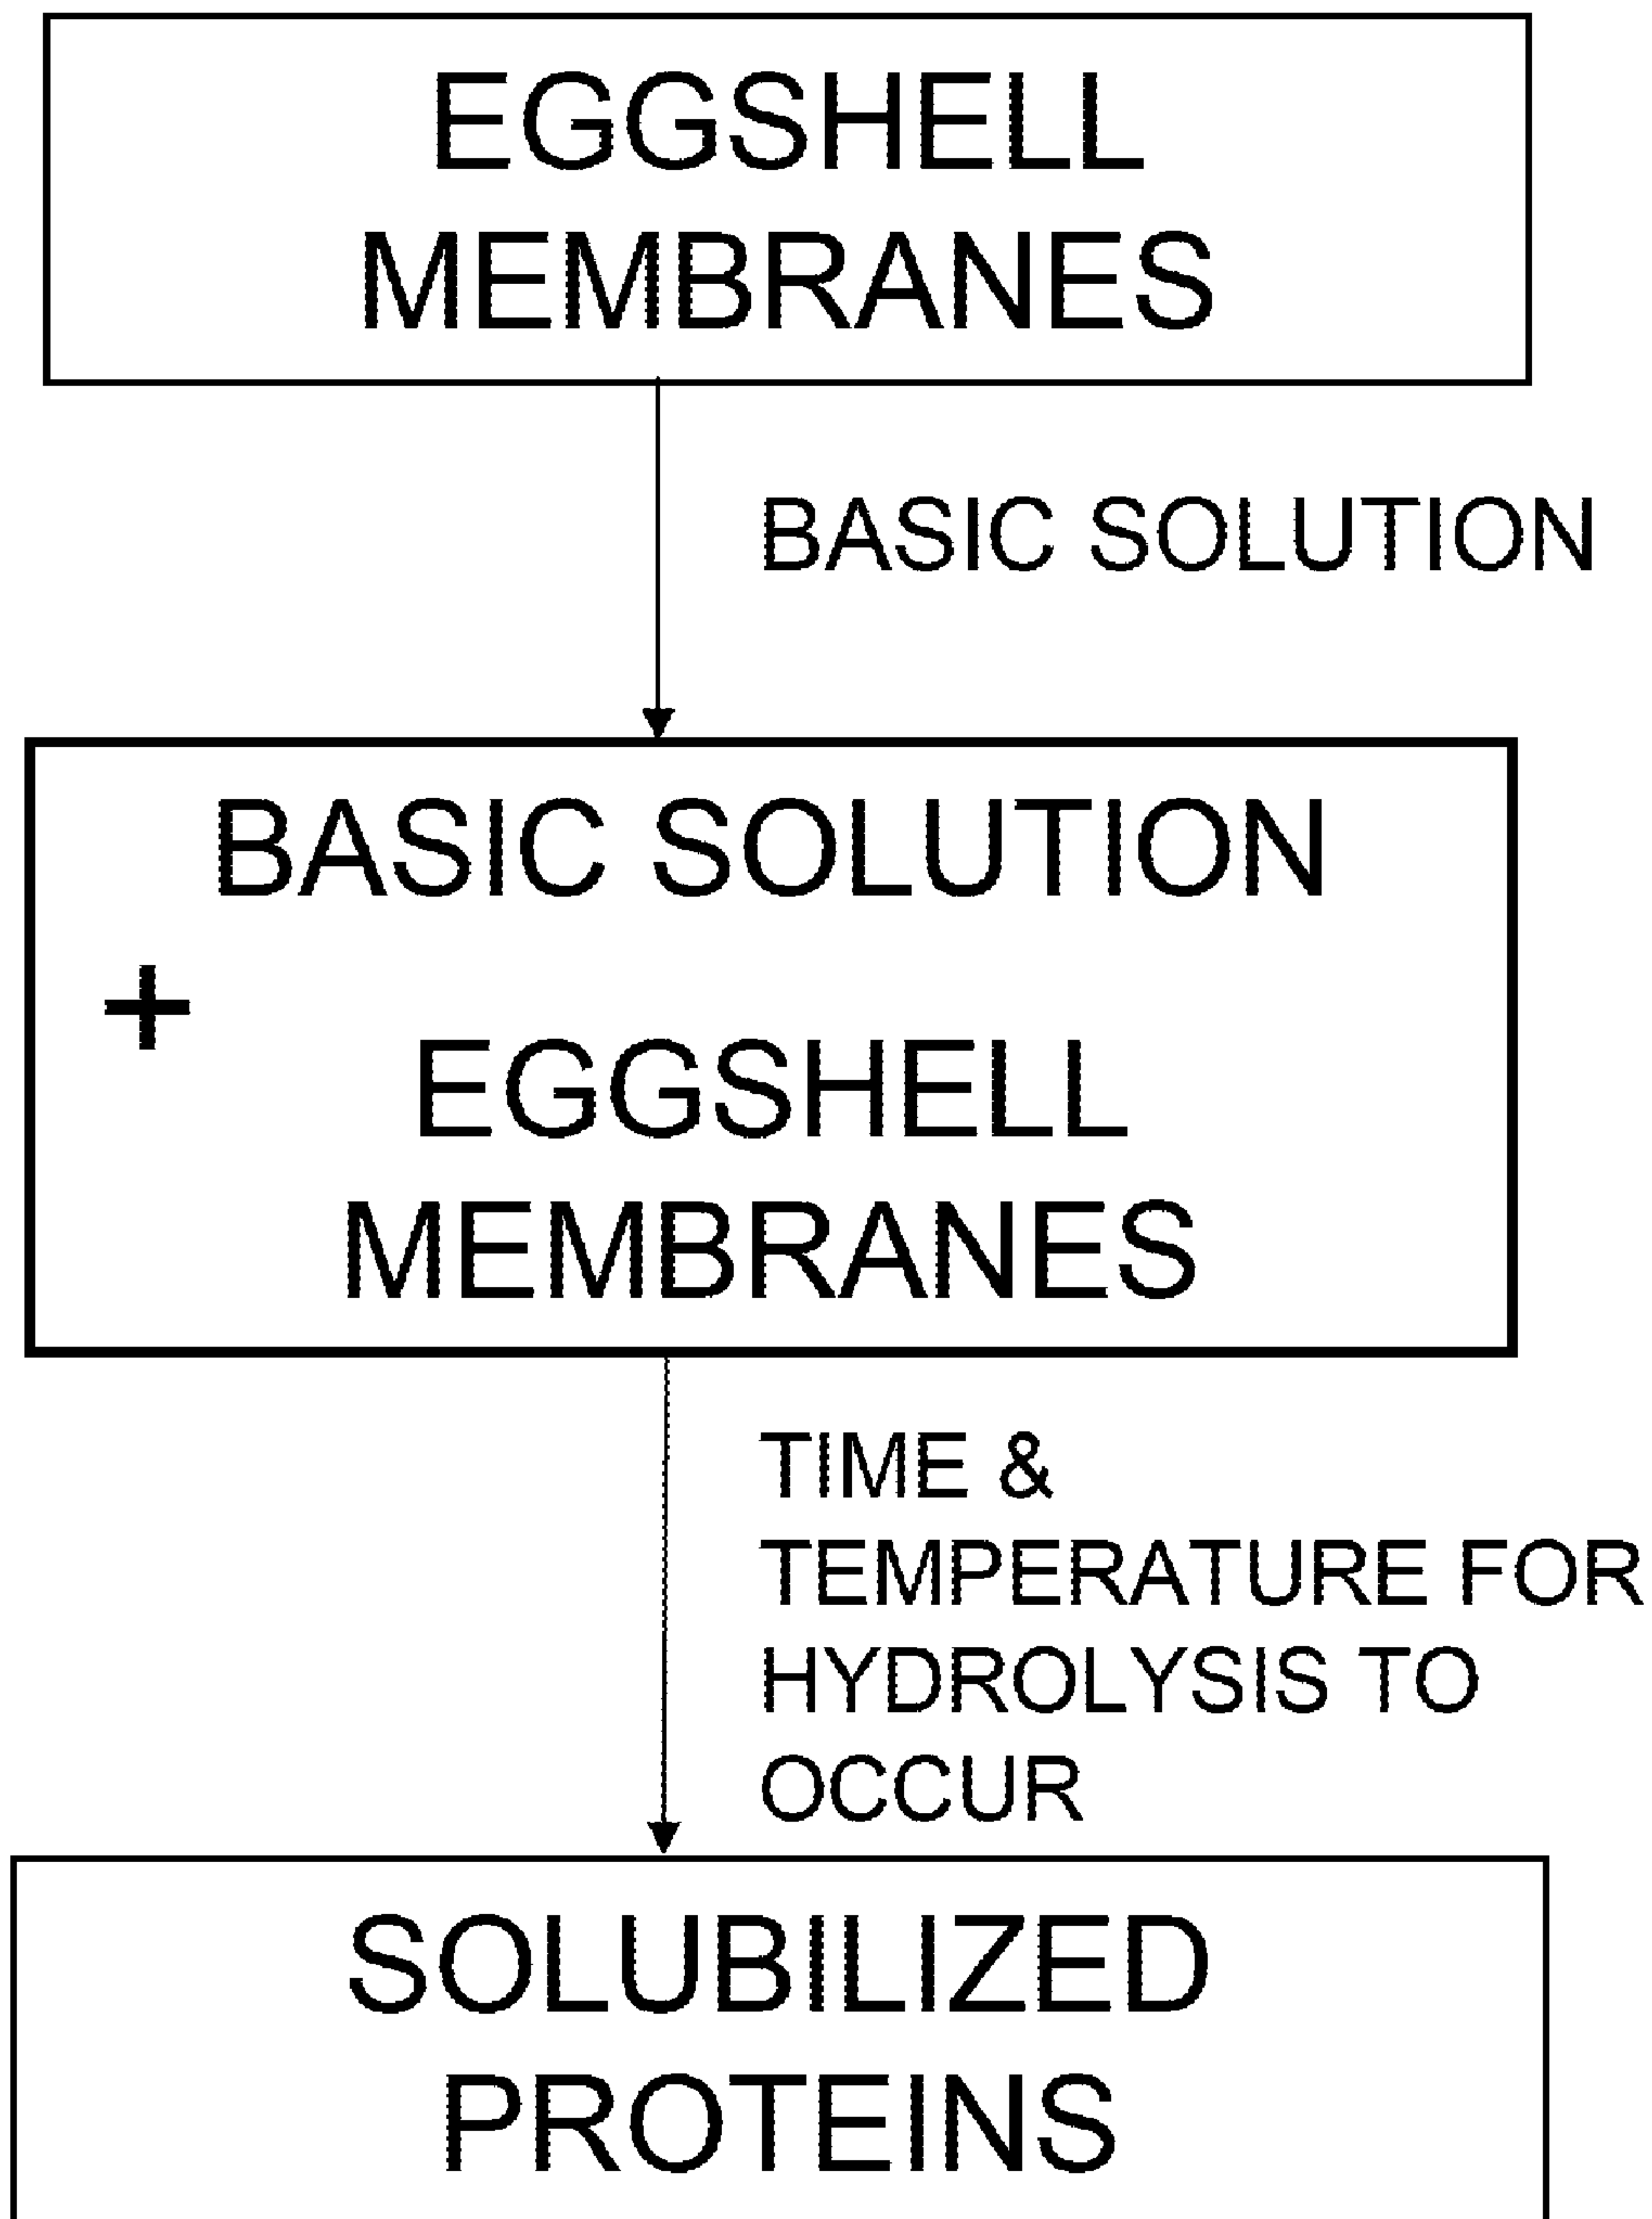 EGGSHELL
MEMBRANES
BASIC SOLUTION
BASIC SOLUTION
+
EGGSHELL
MEMBRANES
TIME &
TEMPERATURE FOR
HYDROLYSIS TO
OCCUR
SOLUBILIZED
PROTEINS